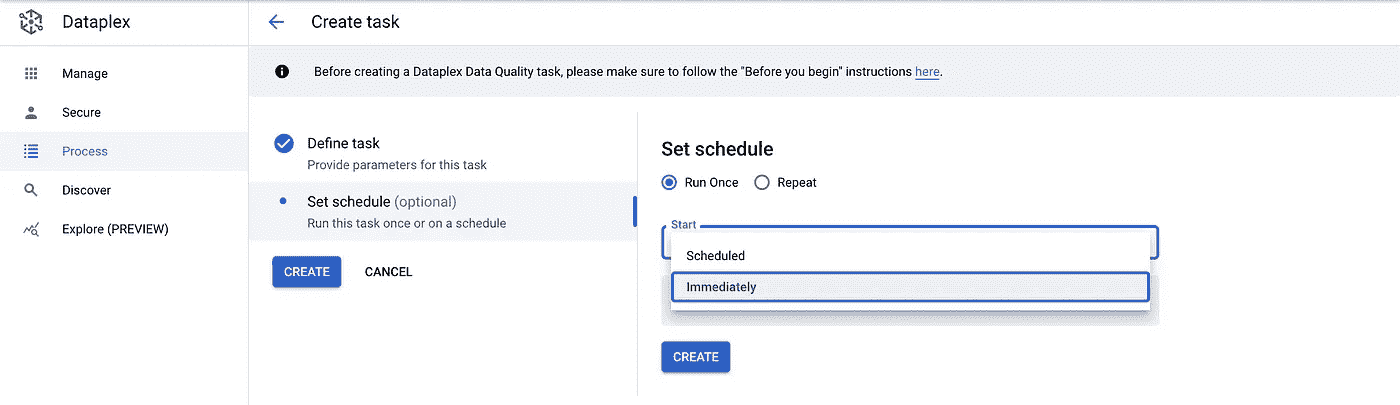 Dataplex
Create task
Manage
Secure
Process
Discover
Explore (PREVIEW)
Before creating a Dataplex Data Quality task, please make sure to follow the "Before you begin" instructions here.
Define task
Provide parameters for this task
Set schedule (optional)
Run this task once or on a schedule
CREATE CANCEL
Set schedule
Run Once Repeat
Start
Scheduled
Immediately
CREATE